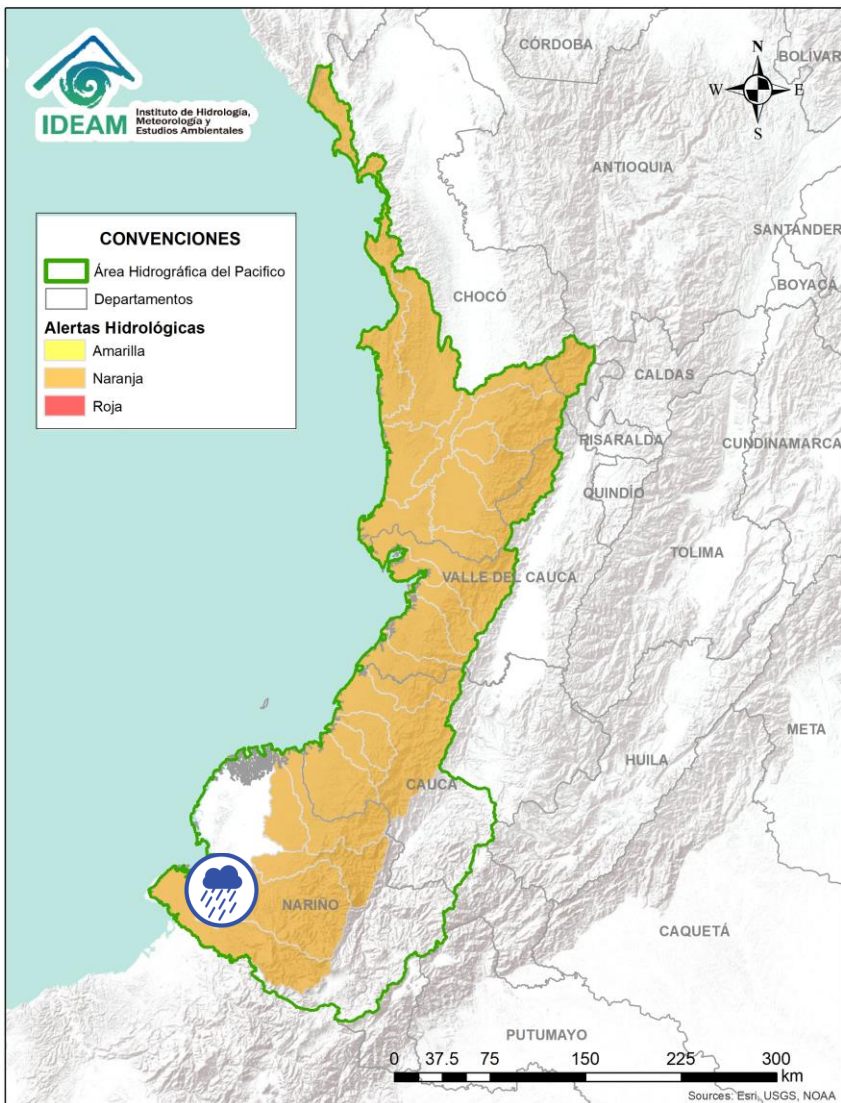 IDEAM
Instituto de Hidrología,
Meteorología y
Estudios Ambientales
CÓRDOBA
BOLÍVAR
N
W
E
S
ANTIOQUIA
SANTANDER
CONVENCIONES
Área Hidrográfica del Pacifico
Departamentos
Alertas Hidrológicas
Amarilla
Naranja
Roja
BOYACÁ
CHOCÓ
CALDAS
RISARALDA
CUNDINAMARCA
QUINDÍO
TOLIMA
VALLE DEL CAUCA
META
HUILA
CAUCA
NARIÑO
CAQUETÁ
PUTUMAYO
0 37.5 75 150 225 300
km
Sources: Esri, USGS, NOAA